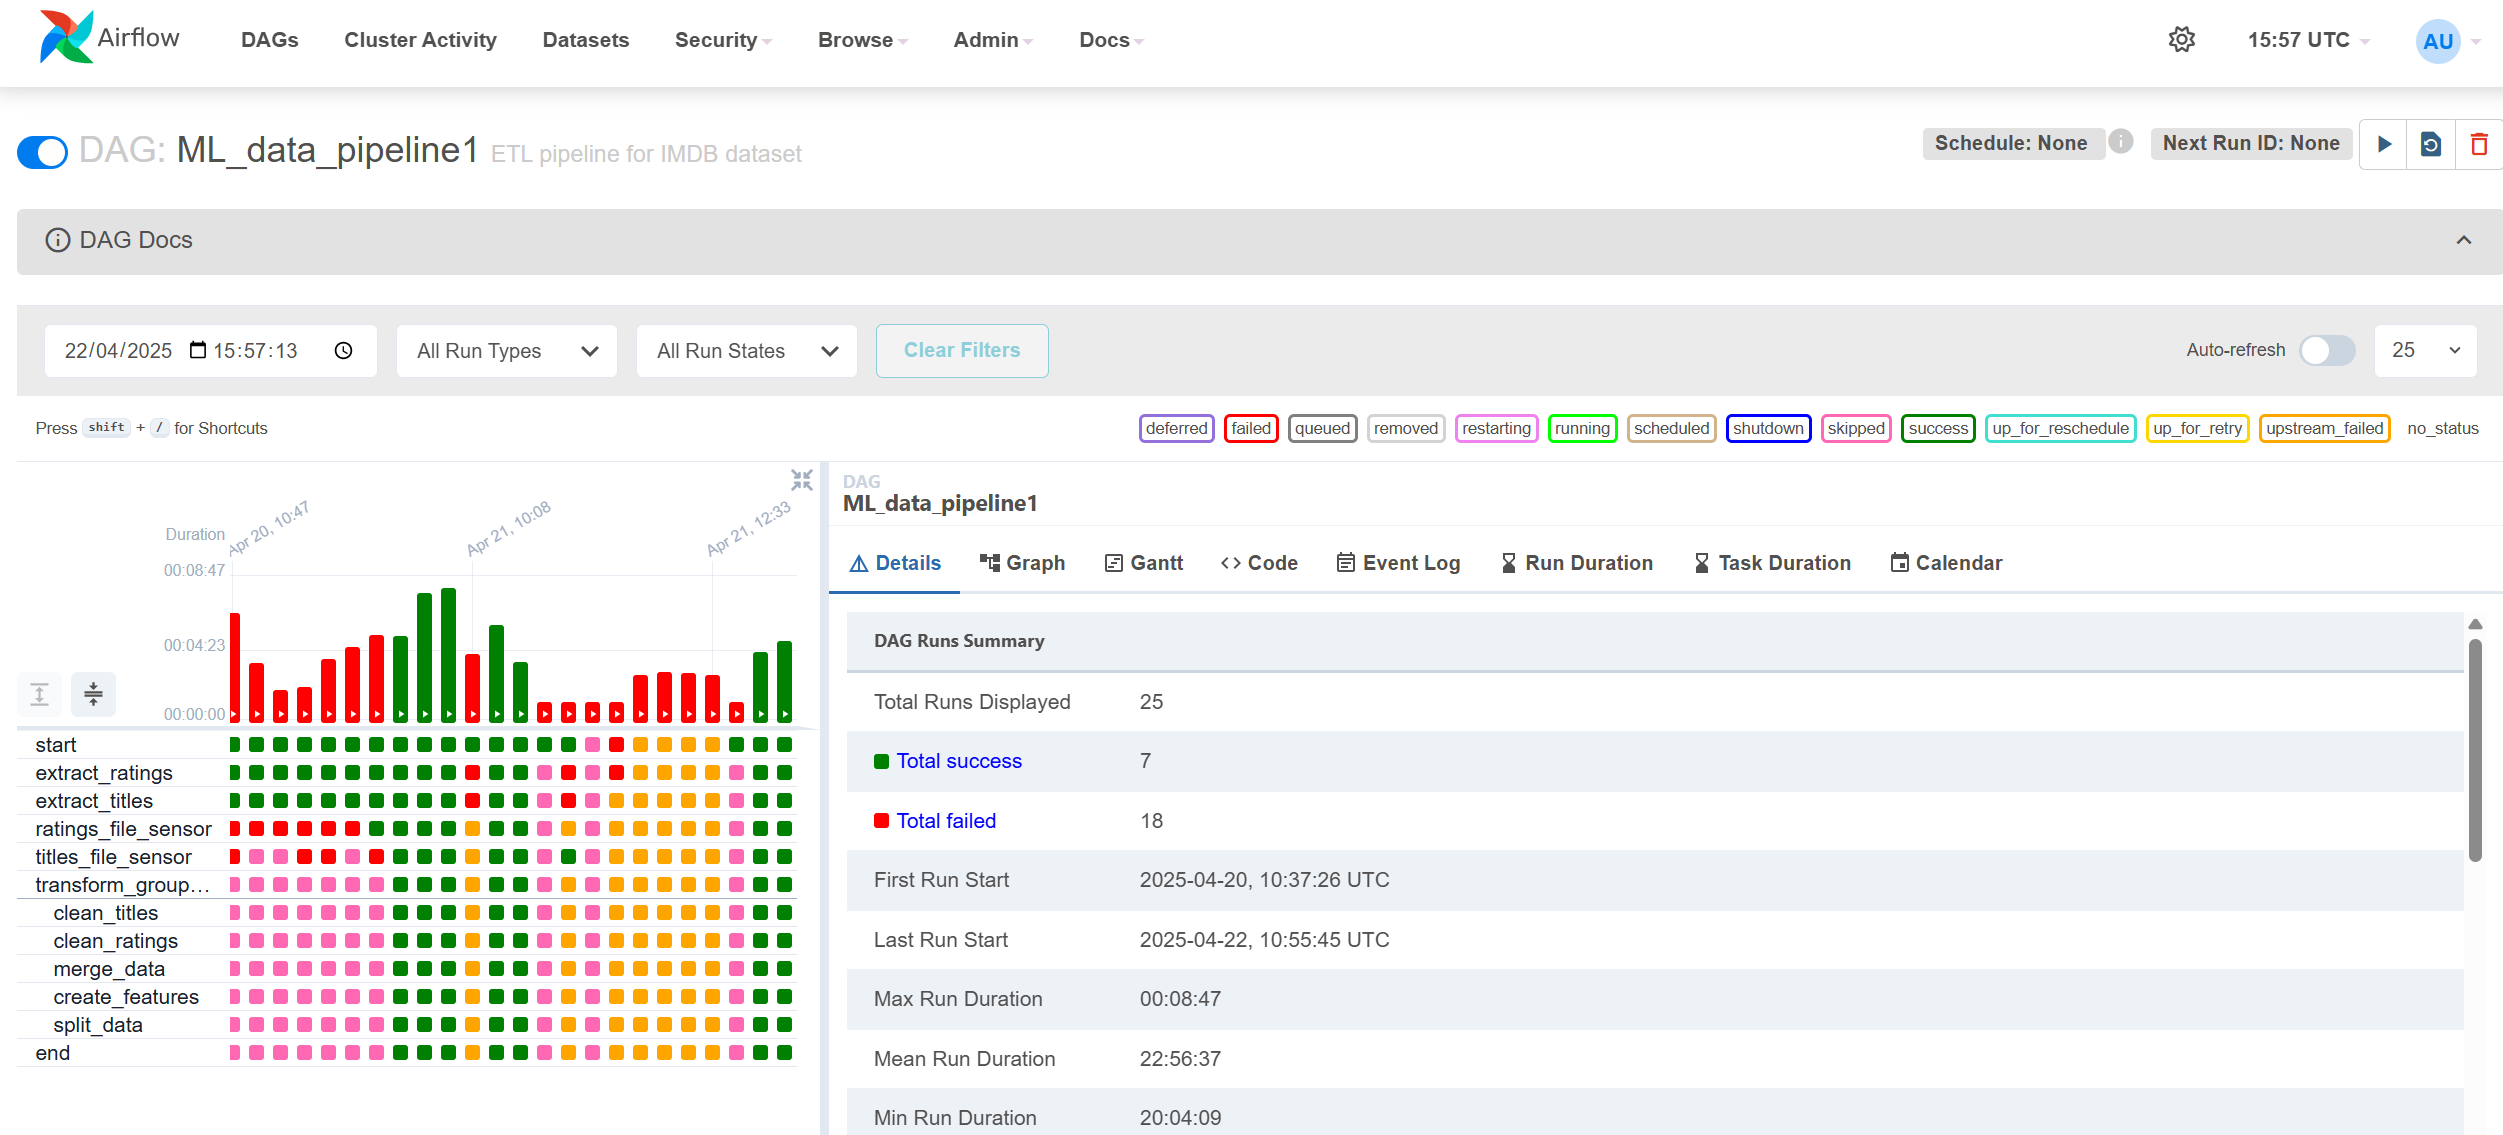 Airflow DAGs Cluster Activity Datasets Security Browse Admin Docs 15:57 UTC AU
DAG: ML_data_pipeline1 ETL pipeline for IMDB dataset Schedule: None Next Run ID: None
DAG Docs
22/04/2025 15:57:13 All Run Types All Run States Clear Filters Auto-refresh 25
Press shift + / for Shortcuts deferred failed queued removed restarting running scheduled shutdown skipped success up_for_reschedule up_for_retry upstream_failed no_status
Duration
Apr 20, 10:47
Apr 21, 10:08
Apr 21, 12:33
00:08:47
00:04:23
00:00:00
start
extract_ratings
extract_titles
ratings_file_sensor
titles_file_sensor
transform_group...
clean_titles
clean_ratings
merge_data
create_features
split_data
end
DAG
ML_data_pipeline1
Details Graph Gantt Code Event Log Run Duration Task Duration Calendar
DAG Runs Summary
Total Runs Displayed 25
Total success 7
Total failed 18
First Run Start 2025-04-20, 10:37:26 UTC
Last Run Start 2025-04-22, 10:55:45 UTC
Max Run Duration 00:08:47
Mean Run Duration 22:56:37
Min Run Duration 20:04:09